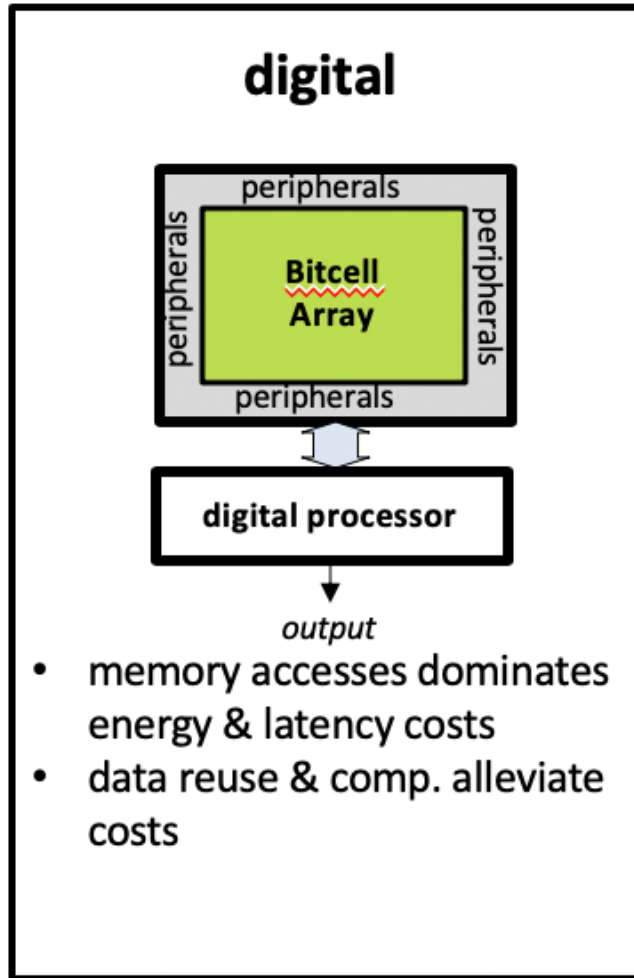 digital
peripherals
peripherals
Bitcell
Array
peripherals
peripherals
digital processor
output
• memory accesses dominates
energy & latency costs
• data reuse & comp. alleviate
costs